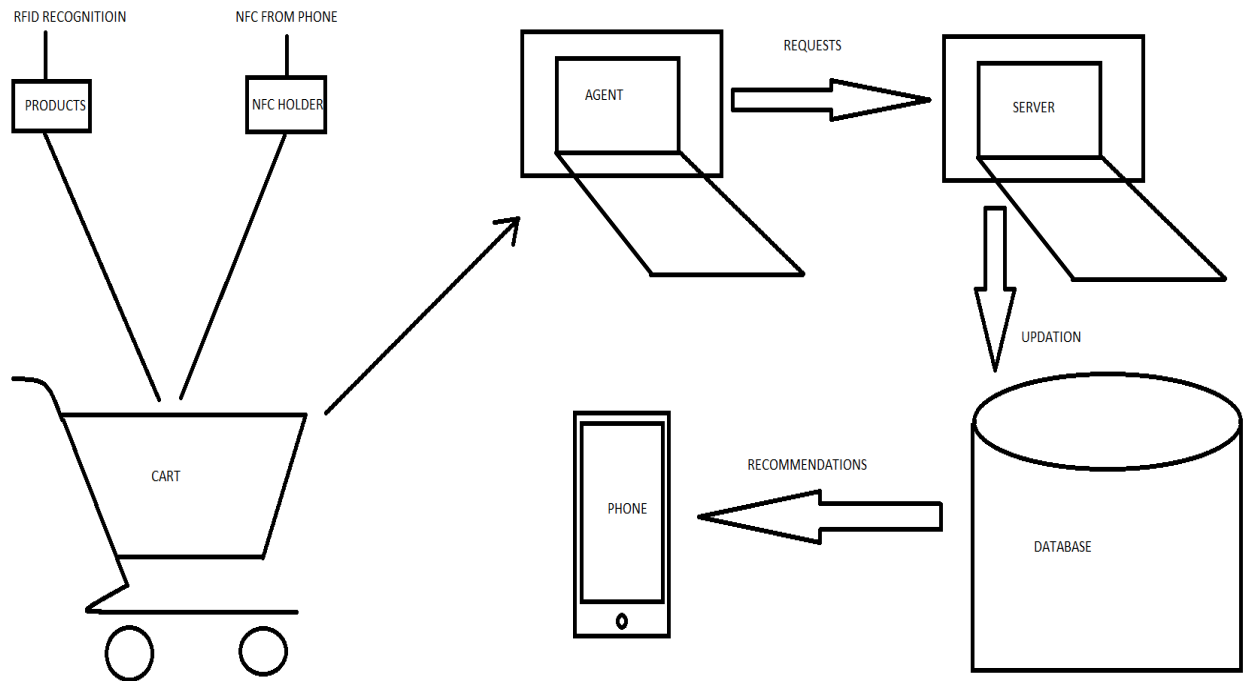 RFID RECOGNITIOIN
NFC FROM PHONE
PRODUCTS
NFC HOLDER
AGENT
REQUESTS
SERVER
UPDATION
CART
PHONE
RECOMMENDATIONS
DATABASE